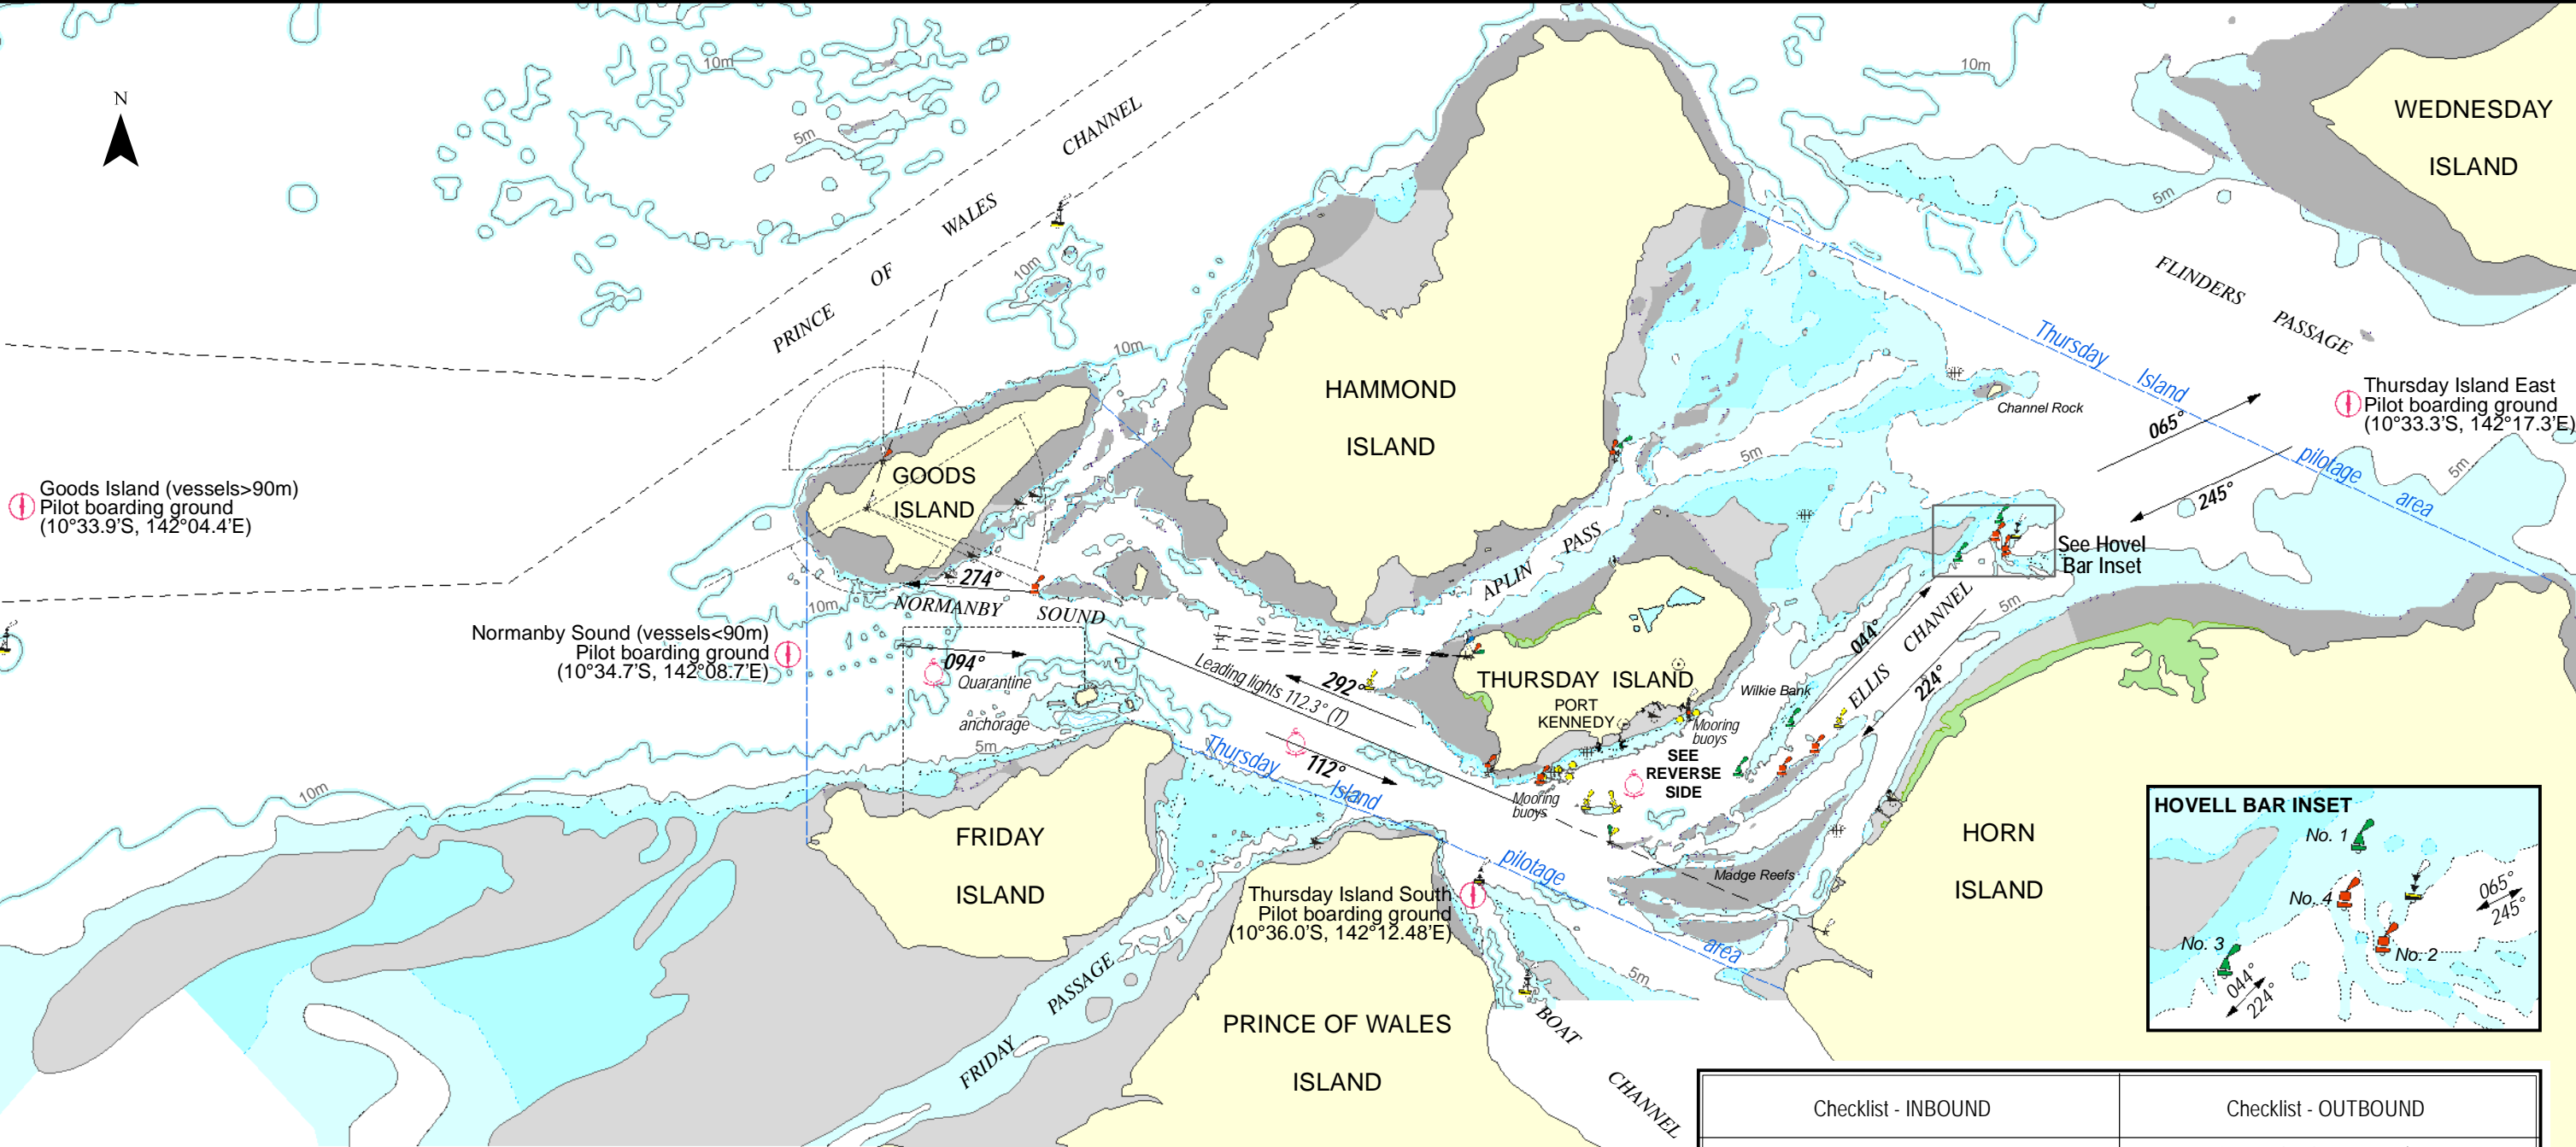 N
10m
5m
PRINCE OF WALES CHANNEL
10m
10m
10m
WEDNESDAY
ISLAND
5m
FLINDERS PASSAGE
HAMMOND
ISLAND
GOODS
ISLAND
Goods Island (vessels>90m)
Pilot boarding ground
(10°33.9'S, 142°04.4'E)
Thursday Island pilotage area
Thursday Island East
Pilot boarding ground
(10°33.3'S, 142°17.3'E)
Channel Rock
065°
245°
5m
5m
See Hovel
Bar Inset
APLIN PASS
274°
NORMANBY SOUND
10m
Normanby Sound (vessels<90m)
Pilot boarding ground
(10°34.7'S, 142°08.7'E)
094°
Quarantine
anchorage
5m
Leading lights 112.3° (T)
292°
112°
THURSDAY ISLAND
PORT
KENNEDY
Mooring
buoys
Mooring
buoys
SEE
REVERSE
SIDE
Wilkie Bank
044°
ELLIS CHANNEL
224°
5m
Thursday Island pilotage area
10m
FRIDAY
ISLAND
Thursday Island South
Pilot boarding ground
(10°36.0'S, 142°12.48'E)
Madge Reefs
HORN
ISLAND
5m
FRIDAY PASSAGE
PRINCE OF WALES
ISLAND
BOAT CHANNEL
HOVELL BAR INSET
No. 1
No. 4
No. 3
No. 2
065°
245°
044°
224°
Checklist - INBOUND
Checklist - OUTBOUND